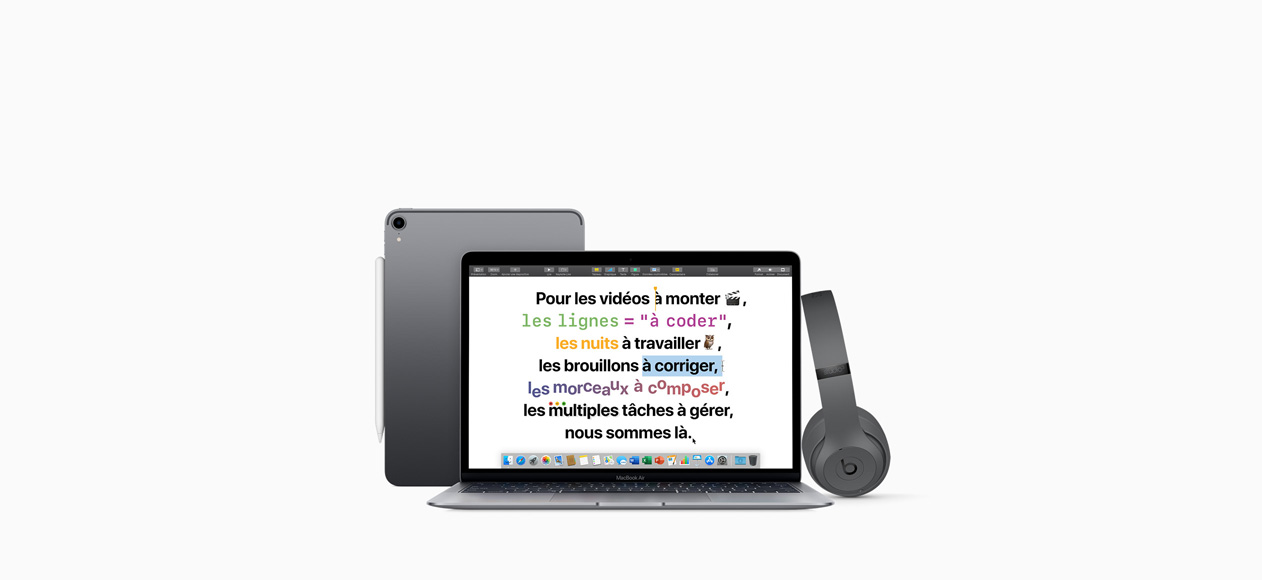 Pour les vidéos à monter 🎬,
les lignes = "à coder",
les nuits à travailler 🦉,
les brouillons à corriger,
les morceaux à composer,
les multiples tâches à gérer,
nous sommes là.
MacBook Air